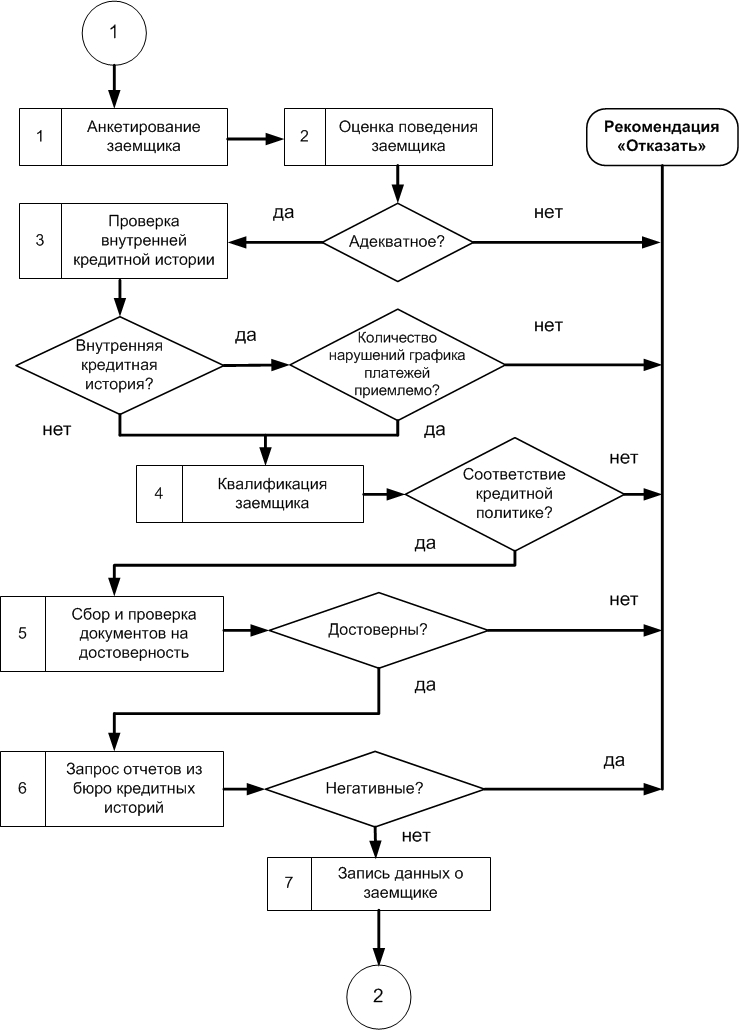 1
1
Анкетирование
заемщика
2
Оценка поведения
заемщика
Рекомендация
«Отказать»
да
Адекватное?
нет
3
Проверка
внутренней
кредитной истории
Внутренняя
кредитная
история?
да
Количество
нарушений графика
платежей
приемлемо?
нет
нет
да
4
Квалификация
заемщика
Соответствие
кредитной
политике?
нет
да
5
Сбор и проверка
документов на
достоверность
Достоверны?
нет
да
6
Запрос отчетов из
бюро кредитных
историй
Негативные?
да
нет
7
Запись данных о
заемщике
2